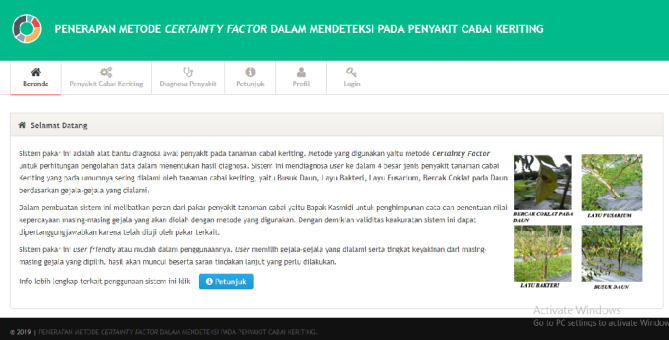 PENERAPAN METODE CERTAINTY FACTOR DALAM MENDETEKSI PADA PENYAKIT CABAI KERITING
Beranda Penyakit Cabai Keriting Diagnosa Penyakit Petunjuk Profil Login
Selamat Datang
Sistem pakar ini adalah alat bantu diagnosa awal penyakit pada tanaman cabai keriting. Metode yang digunakan yaitu metode Certainty Factor
untuk perhitungan pengolahan data dalam menentukan hasil diagnosa. Sistem ini mendiagnosa user ke dalam 4 besar jenis penyakit tanaman cabai
keriting yang pada umumnya sering dialami oleh tanaman cabai keriting, yaitu Busuk Daun, Layu Bakteri, Layu Fusarium, Bercak Coklat pada Daun
berdasarkan gejala-gejala yang dialami.
Dalam pembuatan sistem ini melibatkan peran dari pakar penyakit tanaman cabai yaitu Bapak Kasmidi untuk penghimpunan data dan penentuan nilai
kepercayaan masing-masing gejala yang akan diolah dengan metode yang digunakan. Dengan demikian validitas keakuratan sistem ini dapat
dipertanggungjawabkan karena telah diuji oleh pakar terkait.
Sistem pakar ini user friendly atau mudah dalam penggunaannya. User memilih gejala-gejala yang dialami serta tingkat keyakinan dari masing-
masing gejala yang dipilih, hasil akan muncul beserta saran tindakan lanjut yang perlu dilakukan.
Info lebih lengkap terkait penggunaan sistem ini klik Petunjuk
BERCAK COKLAT PADA
DAUN
LAYU FUSARIUM
LAYU BAKTERI
BUSUK DAUN
Activate Windows
Go to PC settings to activate Window
© 2019 | PENERAPAN METODE CERTAINTY FACTOR DALAM MENDETEKSI PADA PENYAKIT CABAI KERITING.